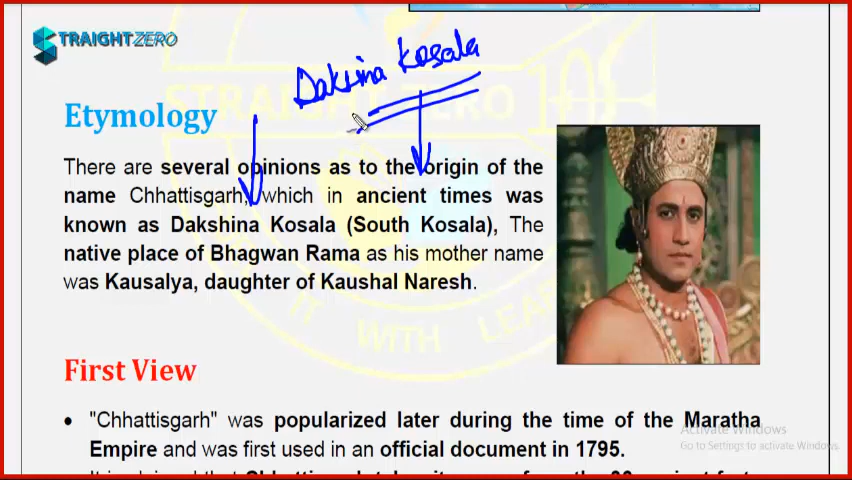 STRAIGHTZERO
Daksina Kosala
Etymology
There are several opinions as to the origin of the
name Chhattisgarh, which in ancient times was
known as Dakshina Kosala (South Kosala), The
native place of Bhagwan Rama as his mother name
was Kausalya, daughter of Kaushal Naresh.
First View
• "Chhattisgarh" was popularized later during the time of the Maratha
Empire and was first used in an official document in 1795.
Activate Windows
Go to Settings to activate Windows.